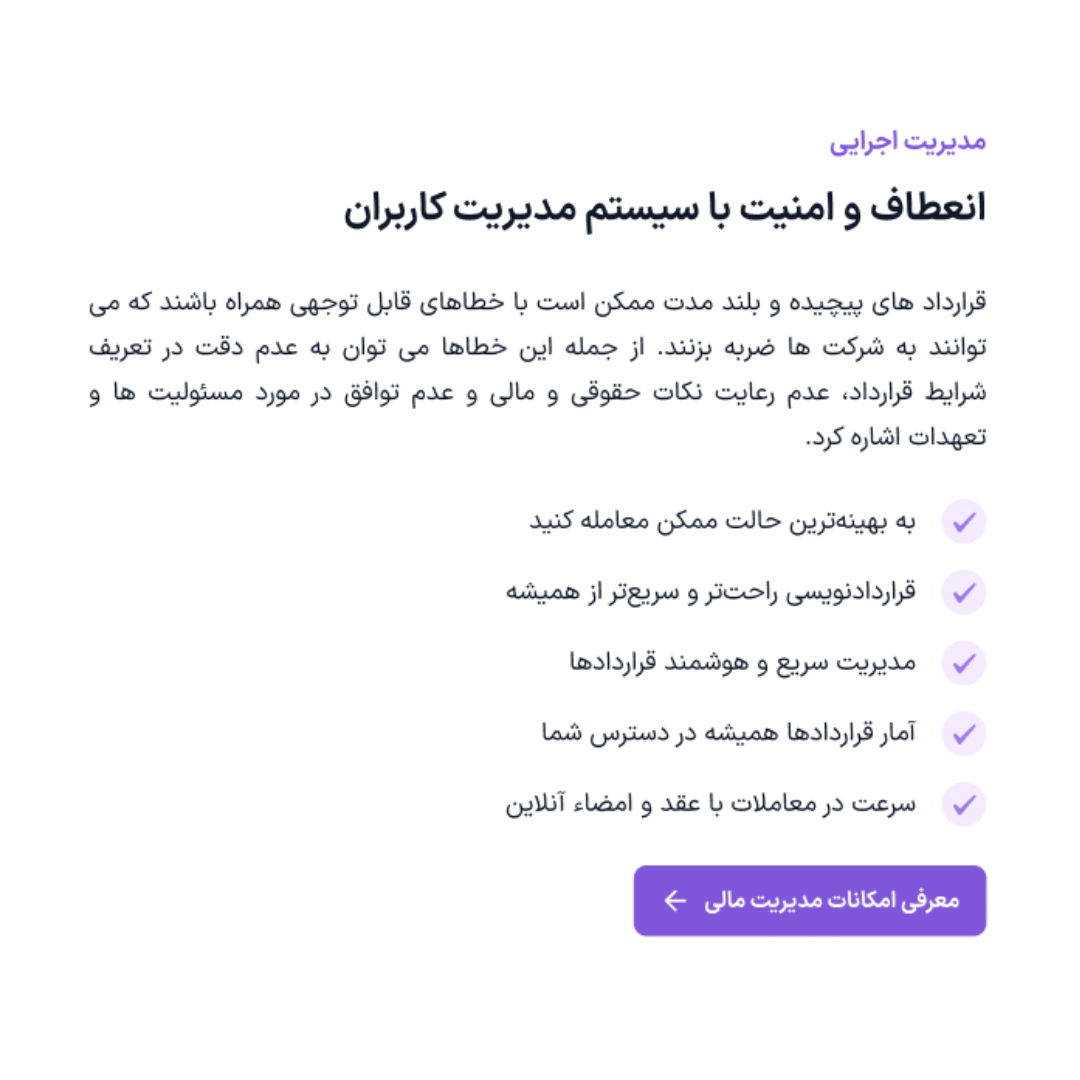 مدیریت اجرایی
انعطاف و امنیت با سیستم مدیریت کاربران
قرارداد های پیچیده و بلند مدت ممکن است با خطاهای قابل توجهی همراه باشند که می
توانند به شرکت ها ضربه بزنند. از جمله این خطاها می توان به عدم دقت در تعریف
شرایط قرارداد، عدم رعایت نکات حقوقی و مالی و عدم توافق در مورد مسئولیت ها و
تعهدات اشاره کرد.
به بهینه‌ترین حالت ممکن معامله کنید
قراردادنویسی راحت‌تر و سریع‌تر از همیشه
مدیریت سریع و هوشمند قراردادها
آمار قراردادها همیشه در دسترس شما
سرعت در معاملات با عقد و امضاء آنلاین
معرفی امکانات مدیریت مالی ←